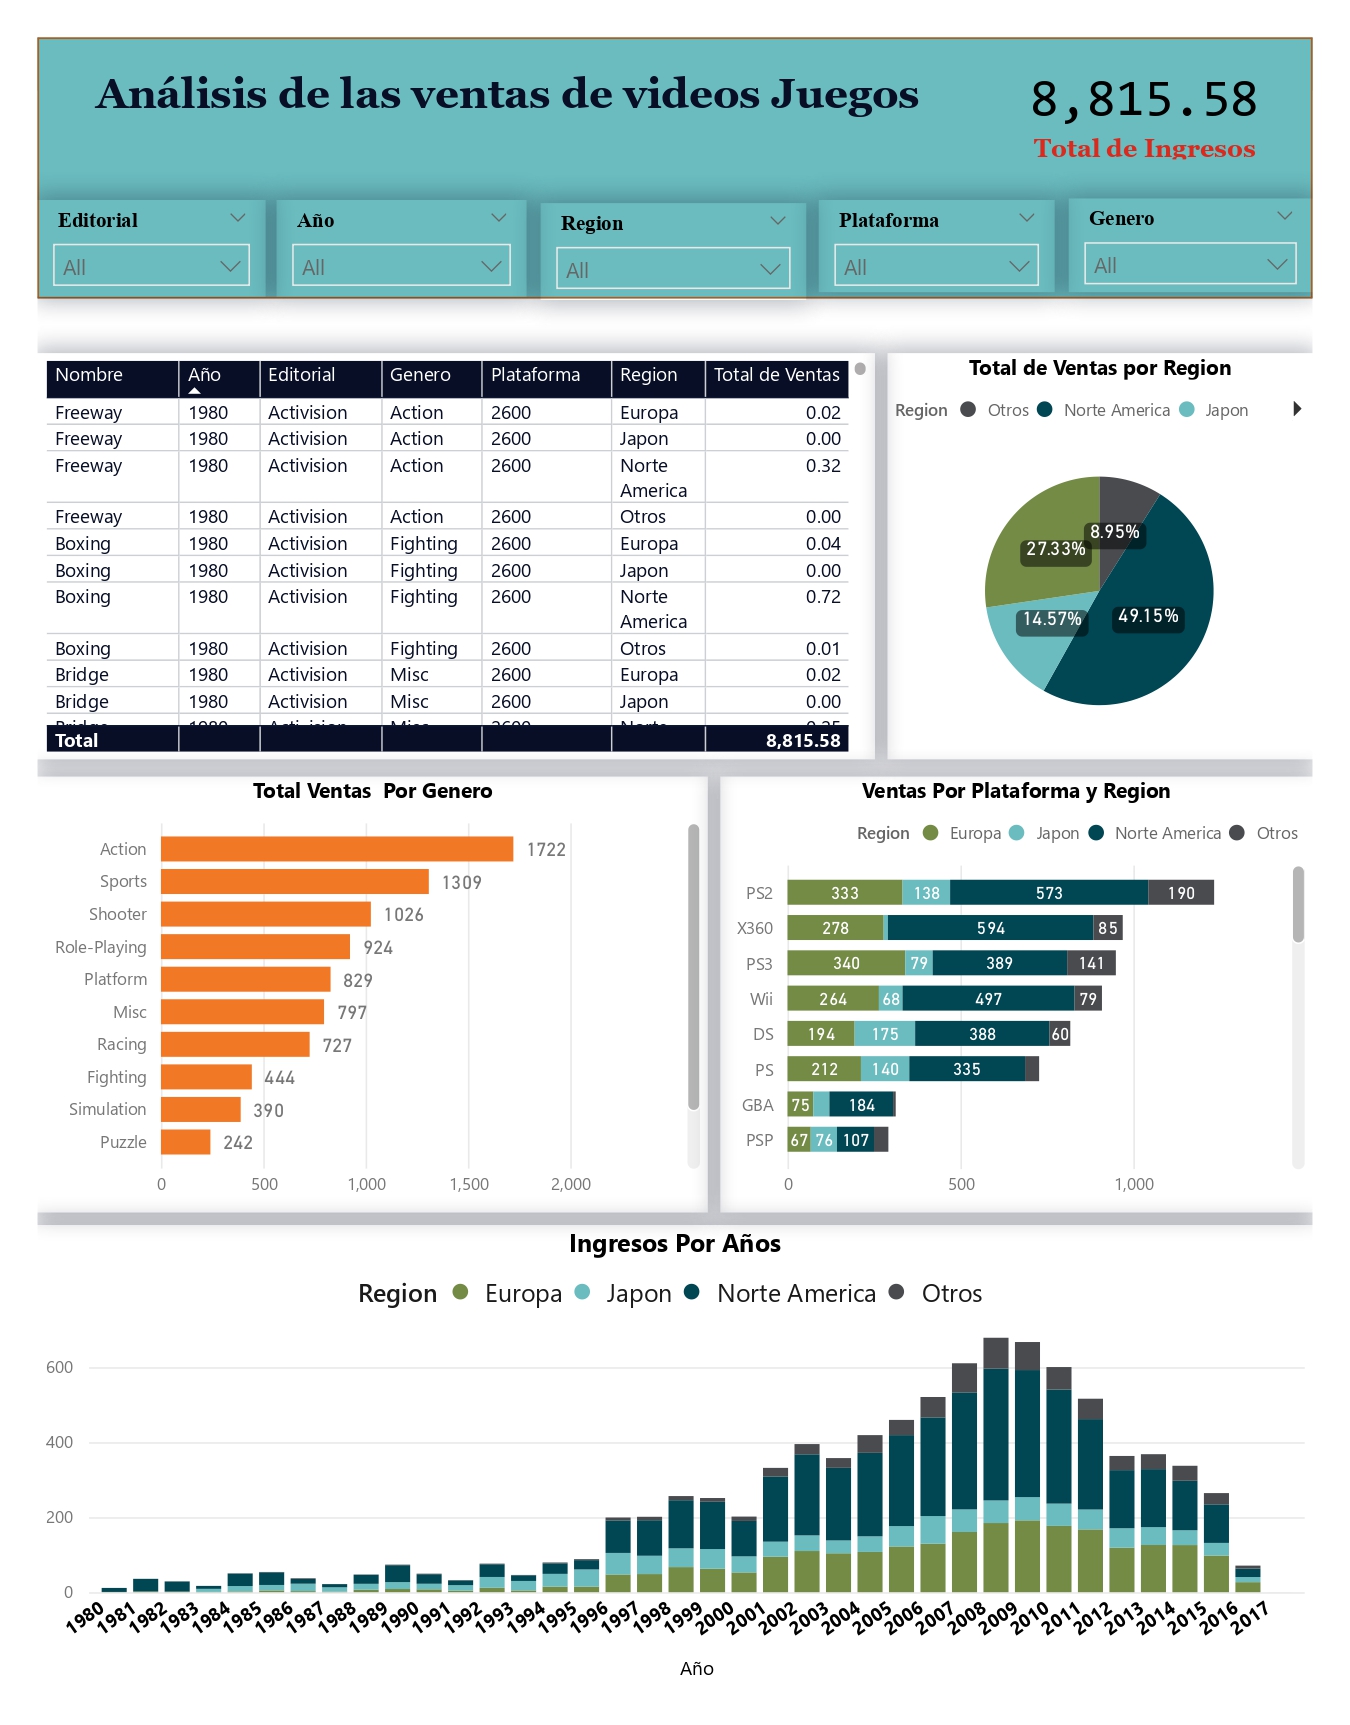 Análisis de las ventas de videos Juegos
8,815.58
Total de Ingresos
Editorial
Año
Region
Plataforma
Genero
All
All
All
All
All
Nombre Año Editorial Genero Plataforma Region Total de Ventas
Freeway 1980 Activision Action 2600 Europa 0.02
Freeway 1980 Activision Action 2600 Japon 0.00
Freeway 1980 Activision Action 2600 Norte 0.32
America
Freeway 1980 Activision Action 2600 Otros 0.00
Boxing 1980 Activision Fighting 2600 Europa 0.04
Boxing 1980 Activision Fighting 2600 Japon 0.00
Boxing 1980 Activision Fighting 2600 Norte 0.72
America
Boxing 1980 Activision Fighting 2600 Otros 0.01
Bridge 1980 Activision Misc 2600 Europa 0.02
Bridge 1980 Activision Misc 2600 Japon 0.00
Total 8,815.58
Total de Ventas por Region
Region Otros Norte America Japon
8.95%
27.33%
14.57%
49.15%
Total Ventas Por Genero
Action 1722
Sports 1309
Shooter 1026
Role-Playing 924
Platform 829
Misc 797
Racing 727
Fighting 444
Simulation 390
Puzzle 242
0 500 1,000 1,500 2,000
Ventas Por Plataforma y Region
Region Europa Japon Norte America Otros
PS2 333 138 573 190
X360 278 594 85
PS3 340 79 389 141
Wii 264 68 497 79
DS 194 175 388 60
PS 212 140 335
GBA 75 184
PSP 67 76 107
0 500 1,000
Ingresos Por Años
Region Europa Japon Norte America Otros
600
400
200
0
1980 1981 1982 1983 1984 1985 1986 1987 1988 1989 1990 1991 1992 1993 1994 1995 1996 1997 1998 1999 2000 2001 2002 2003 2004 2005 2006 2007 2008 2009 2010 2011 2012 2013 2014 2015 2016 2017
Año